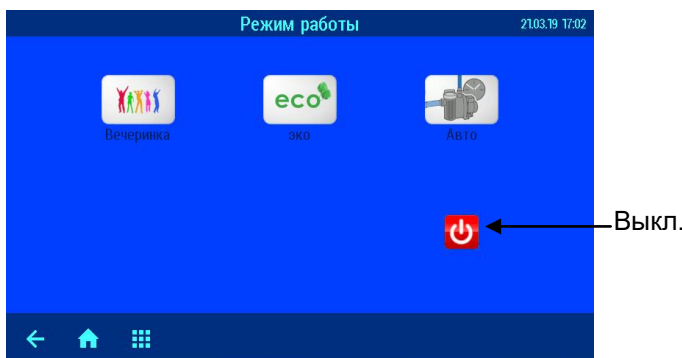 Режим работы
21.03.19 17:02
eco
Вечеринка
эко
Авто
Выкл.